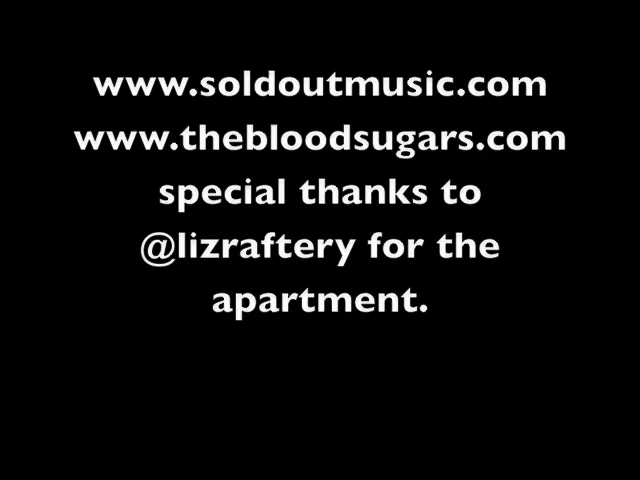 www.soldoutmusic.com
www.thebloodsugars.com
special thanks to
@lizraftery for the
apartment.